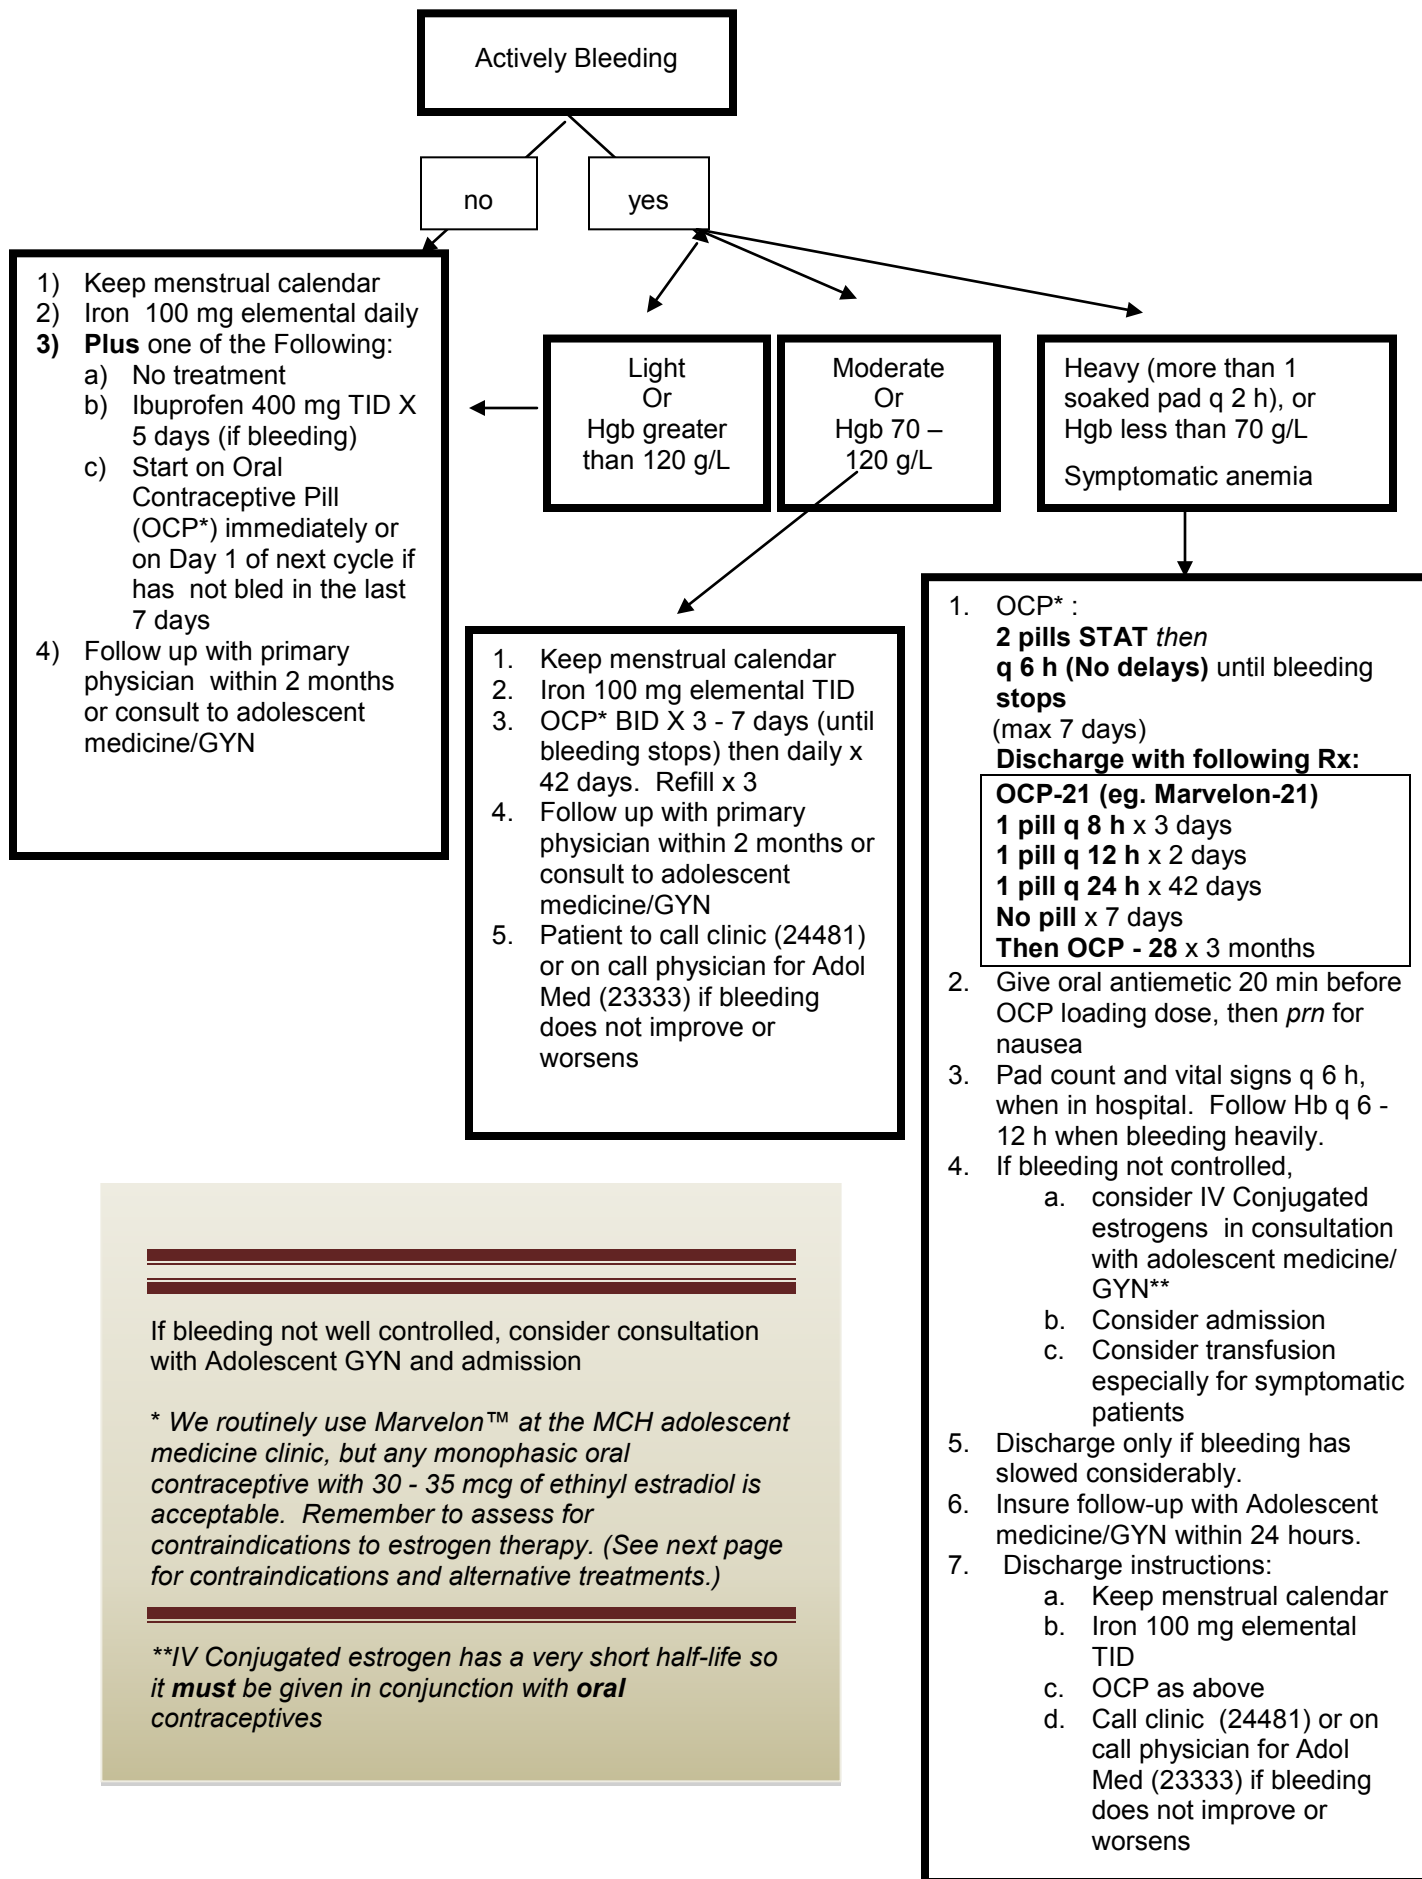 Actively Bleeding
no
yes
1) Keep menstrual calendar
2) Iron 100 mg elemental daily
3) Plus one of the Following:
a) No treatment
b) Ibuprofen 400 mg TID X
5 days (if bleeding)
c) Start on Oral
Contraceptive Pill
(OCP*) immediately or
on Day 1 of next cycle if
has not bled in the last
7 days
4) Follow up with primary
physician within 2 months
or consult to adolescent
medicine/GYN
Light
Or
Hgb greater
than 120 g/L
Moderate
Or
Hgb 70 –
120 g/L
Heavy (more than 1
soaked pad q 2 h), or
Hgb less than 70 g/L
Symptomatic anemia
1. Keep menstrual calendar
2. Iron 100 mg elemental TID
3. OCP* BID X 3 - 7 days (until
bleeding stops) then daily x
42 days. Refill x 3
4. Follow up with primary
physician within 2 months or
consult to adolescent
medicine/GYN
5. Patient to call clinic (24481)
or on call physician for Adol
Med (23333) if bleeding
does not improve or
worsens
1. OCP* :
2 pills STAT then
q 6 h (No delays) until bleeding
stops
(max 7 days)
Discharge with following Rx:
OCP-21 (eg. Marvelon-21)
1 pill q 8 h x 3 days
1 pill q 12 h x 2 days
1 pill q 24 h x 42 days
No pill x 7 days
Then OCP - 28 x 3 months
2. Give oral antiemetic 20 min before
OCP loading dose, then prn for
nausea
3. Pad count and vital signs q 6 h,
when in hospital. Follow Hb q 6 -
12 h when bleeding heavily.
4. If bleeding not controlled,
a. consider IV Conjugated
estrogens in consultation
with adolescent medicine/
GYN**
b. Consider admission
c. Consider transfusion
especially for symptomatic
patients
5. Discharge only if bleeding has
slowed considerably.
6. Insure follow-up with Adolescent
medicine/GYN within 24 hours.
7. Discharge instructions:
a. Keep menstrual calendar
b. Iron 100 mg elemental
TID
c. OCP as above
d. Call clinic (24481) or on
call physician for Adol
Med (23333) if bleeding
does not improve or
worsens
If bleeding not well controlled, consider consultation
with Adolescent GYN and admission
* We routinely use Marvelon™ at the MCH adolescent
medicine clinic, but any monophasic oral
contraceptive with 30 - 35 mcg of ethinyl estradiol is
acceptable. Remember to assess for
contraindications to estrogen therapy. (See next page
for contraindications and alternative treatments.)
**IV Conjugated estrogen has a very short half-life so
it must be given in conjunction with oral
contraceptives